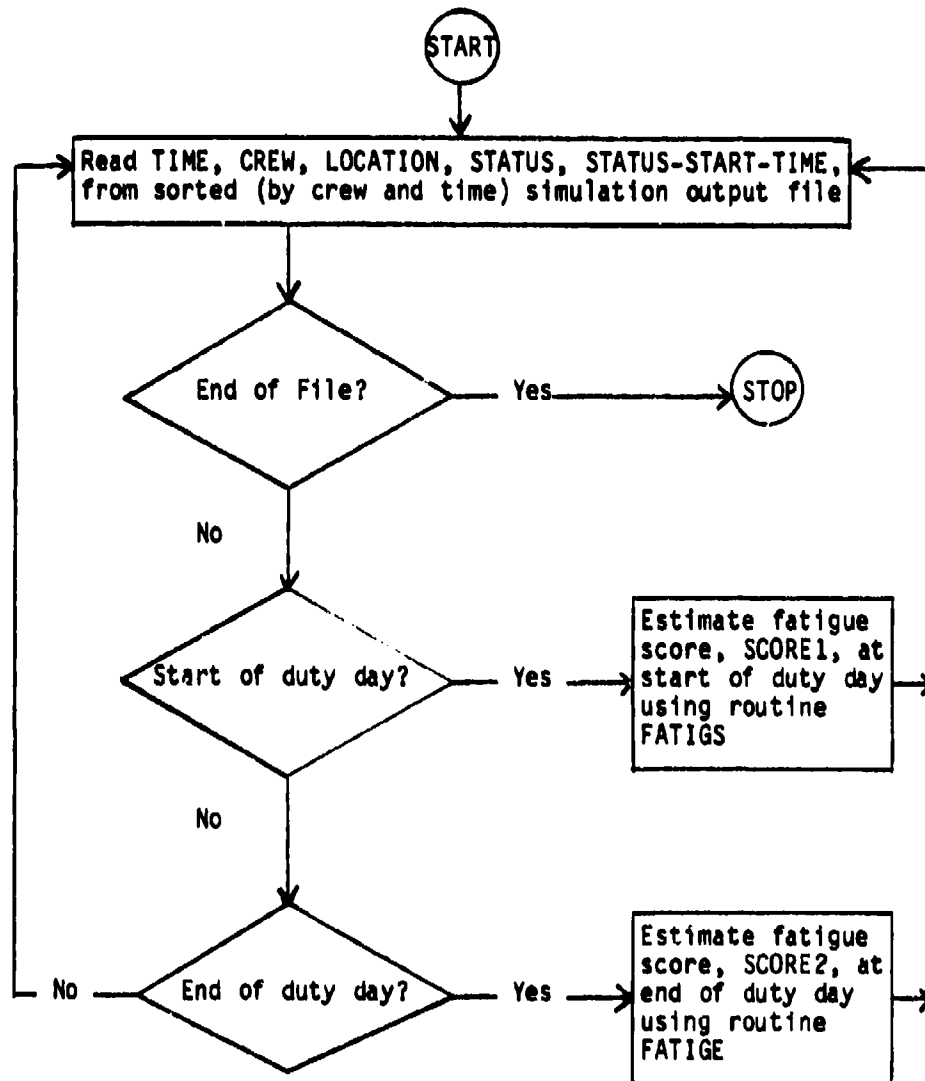 START
Read TIME, CREW, LOCATION, STATUS, STATUS-START-TIME,
from sorted (by crew and time) simulation output file
End of File?
Yes
STOP
No
Start of duty day?
Yes
Estimate fatigue
score, SCORE1, at
start of duty day
using routine
FATIGS
No
No
End of duty day?
Yes
Estimate fatigue
score, SCORE2, at
end of duty day
using routine
FATIGE